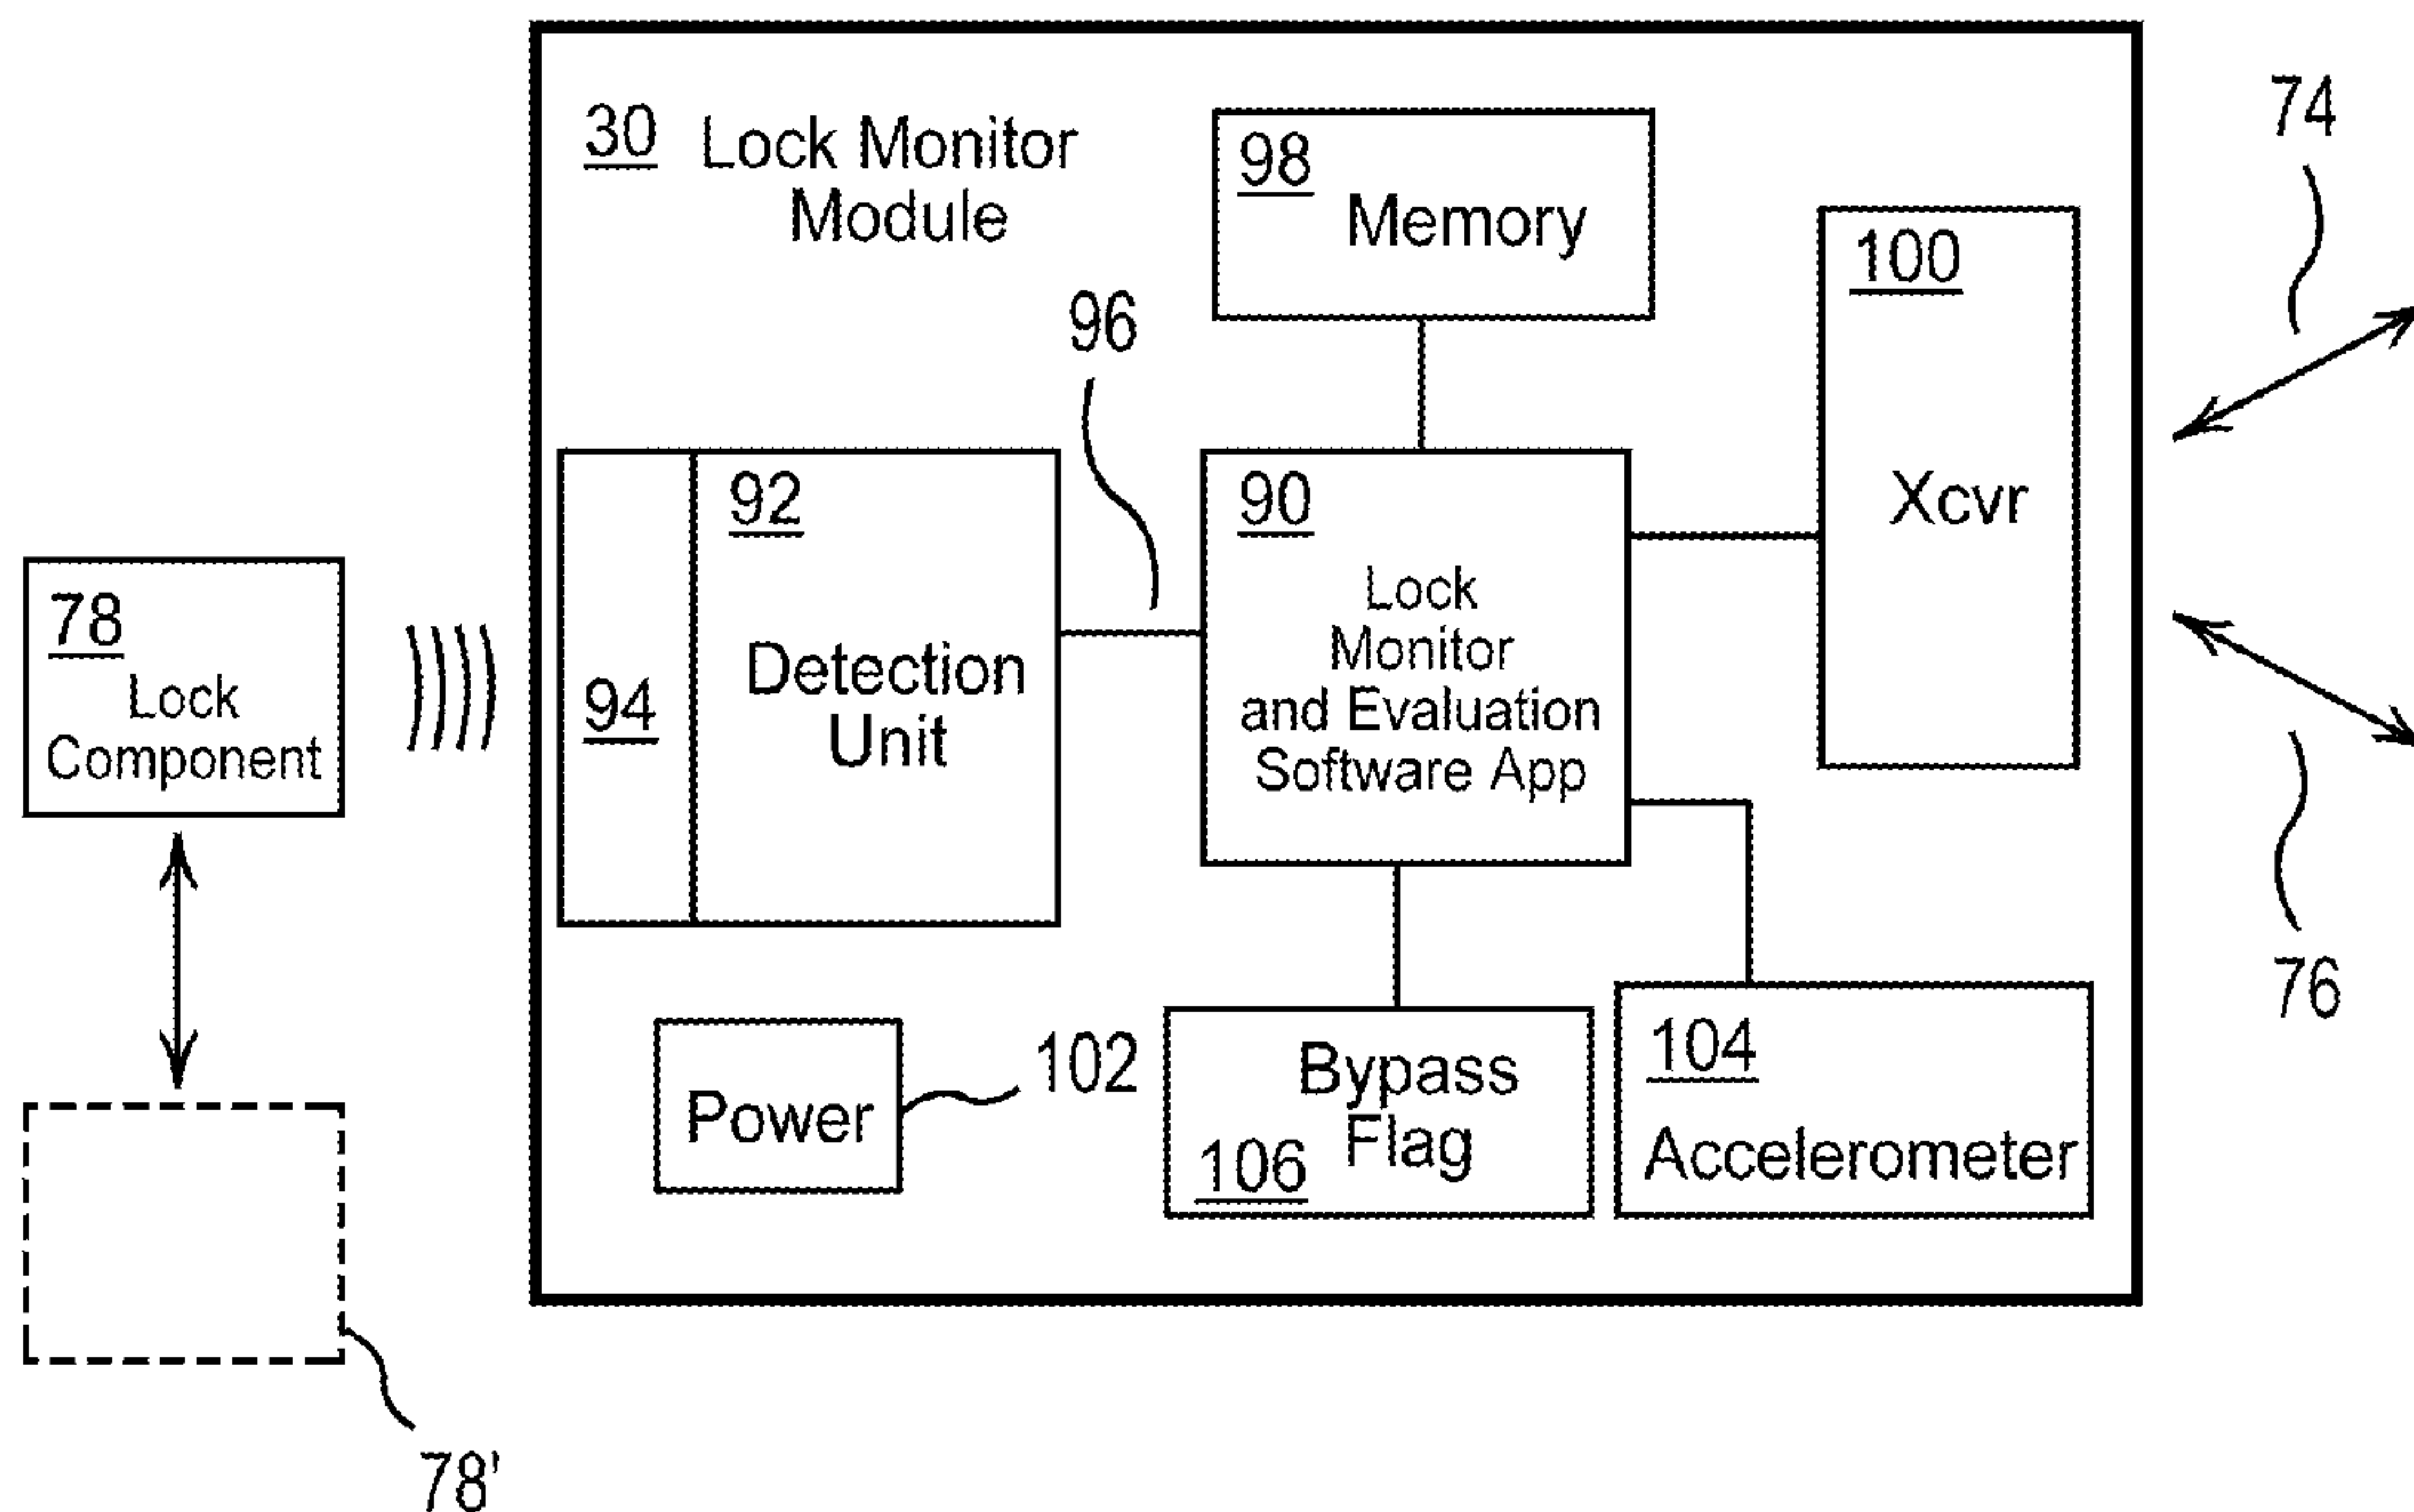 30 Lock Monitor
Module
98
Memory
100
Xcvr
74
96
92
Detection
Unit
94
90
Lock
Monitor
and Evaluation
Software App
78
Lock
Component
76
Power
102
Bypass
Flag
106
104
Accelerometer
78'